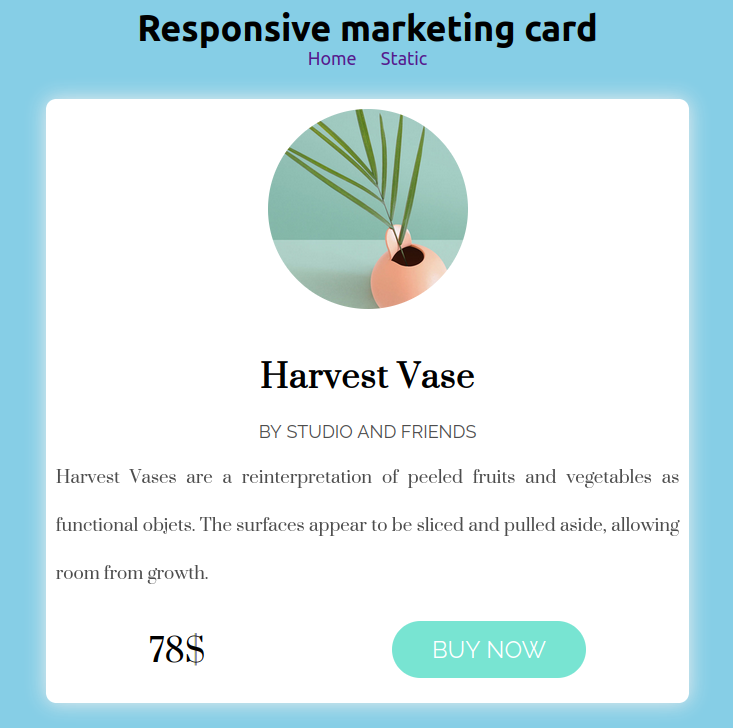 Responsive marketing card
Home Static
Harvest Vase
BY STUDIO AND FRIENDS
Harvest Vases are a reinterpretation of peeled fruits and vegetables as
functional objets. The surfaces appear to be sliced and pulled aside, allowing
room from growth.
78$ BUY NOW